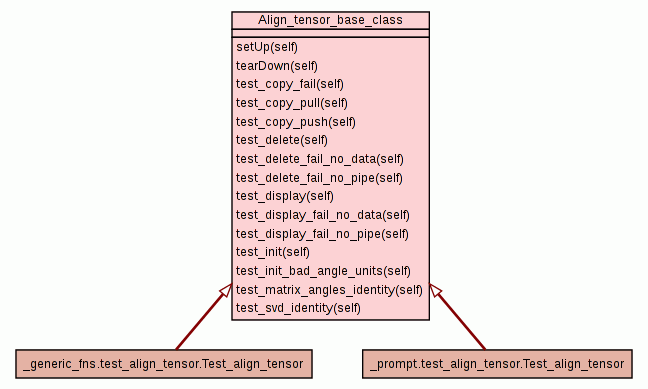 Align_tensor_base_class
setUp(self)
tearDown(self)
test_copy_fail(self)
test_copy_pull(self)
test_copy_push(self)
test_delete(self)
test_delete_fail_no_data(self)
test_delete_fail_no_pipe(self)
test_display(self)
test_display_fail_no_data(self)
test_display_fail_no_pipe(self)
test_init(self)
test_init_bad_angle_units(self)
test_matrix_angles_identity(self)
test_svd_identity(self)
_generic_fns.test_align_tensor.Test_align_tensor
_prompt.test_align_tensor.Test_align_tensor